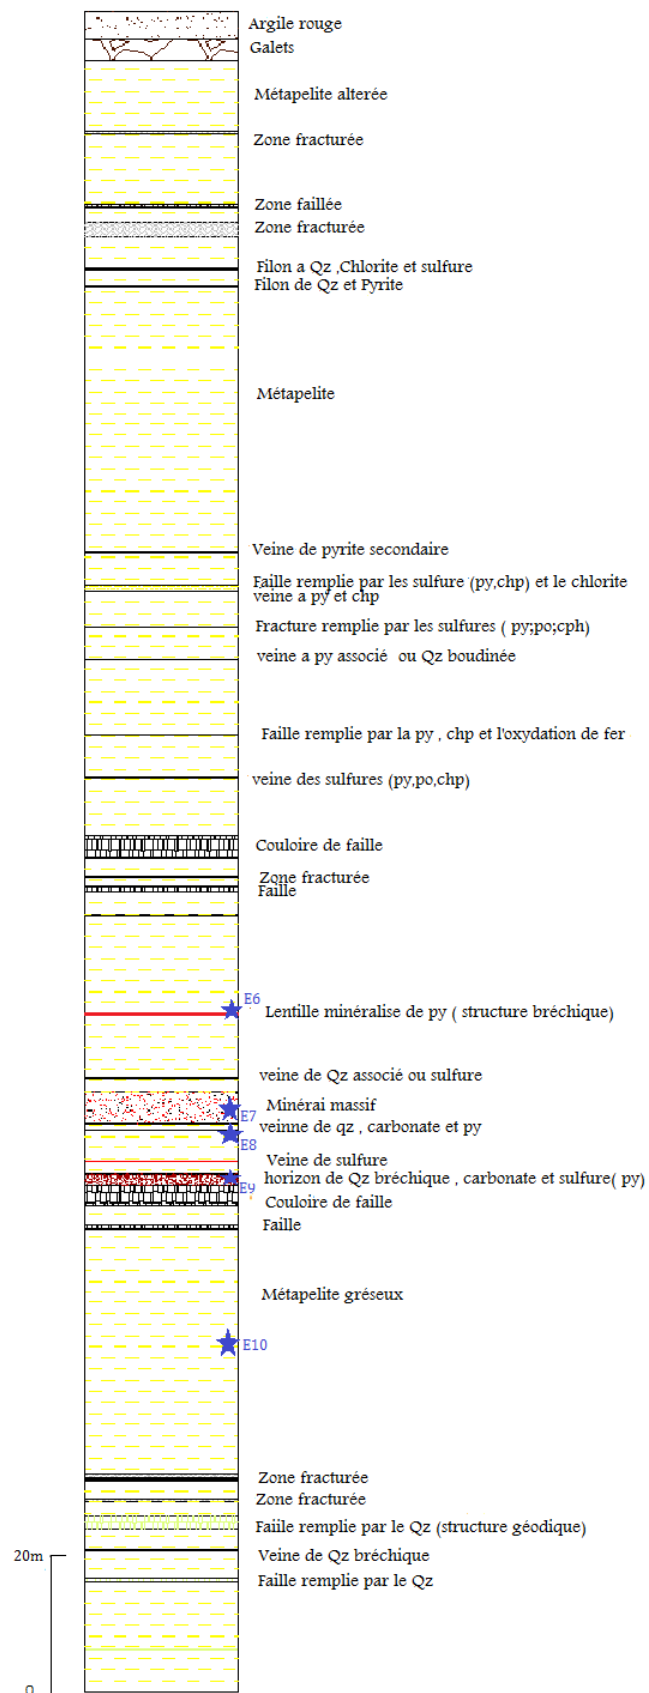 Argile rouge
Galets
Métapelite alterée
Zone fracturée
Zone faillée
Zone fracturée
Filon a Qz ,Chlorite et sulfure
Filon de Qz et Pyrite
Métapelite
Veine de pyrite secondaire
Faille remplie par les sulfure (py,chp) et le chlorite
veine a py et chp
Fracture remplie par les sulfures ( py;po;cph)
veine a py associé ou Qz boudinée
Faille remplie par la py , chp et l'oxydation de fer
veine des sulfures (py,po,chp)
Couloire de faille
Zone fracturée
Faille
E6
Lentille minéralise de py ( structure bréchique)
veine de Qz associé ou sulfure
Minérai massif
E7
veinne de qz , carbonate et py
E8
Veine de sulfure
horizon de Qz bréchique , carbonate et sulfure( py)
E9
Couloire de faille
Faille
Métapelite gréseux
E10
Zone fracturée
Zone fracturée
Faille remplie par le Qz (structure géodique)
20m
Veine de Qz bréchique
Faille remplie par le Qz
0